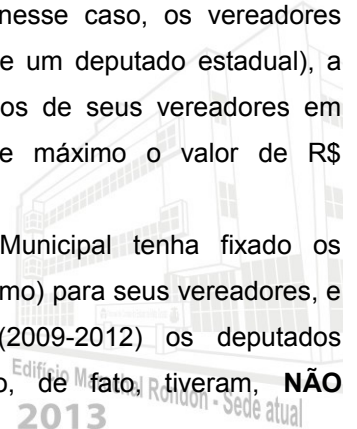 nesse caso, os vereadores
e um deputado estadual), a
os de seus vereadores em
e máximo o valor de R$
Municipal tenha fixado os
mo) para seus vereadores, e
(2009-2012) os deputados
o, de fato, tiveram, NÃO
Edifício Rondon - Sede atual
2013